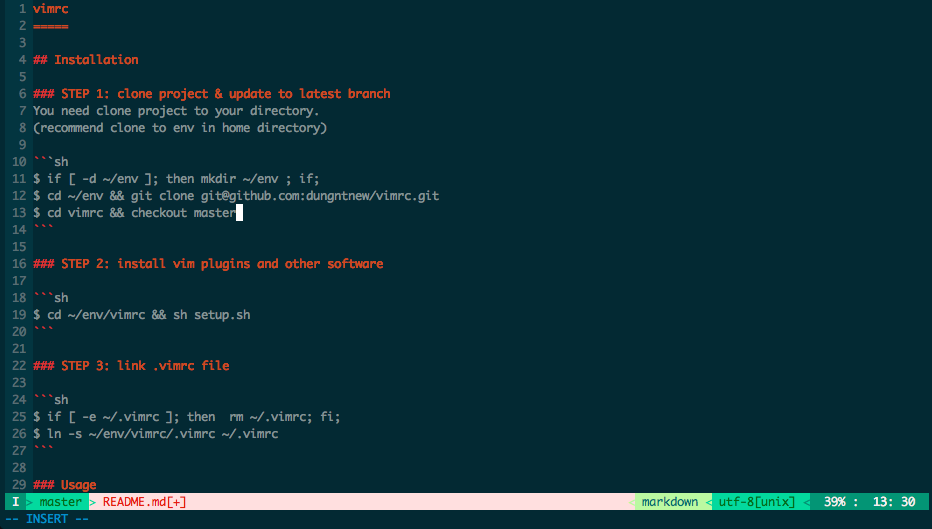 1 vimrc
2 =====
3
4 ## Installation
5
6 ### STEP 1: clone project & update to latest branch
7 You need clone project to your directory.
8 (recommend clone to env in home directory)
9
10 ```sh
11 $ if [ -d ~/env ]; then mkdir ~/env ; if;
12 $ cd ~/env && git clone git@github.com:dungntnew/vimrc.git
13 $ cd vimrc && checkout master
14 ```
15
16 ### STEP 2: install vim plugins and other software
17
18 ```sh
19 $ cd ~/env/vimrc && sh setup.sh
20 ```
21
22 ### STEP 3: link .vimrc file
23
24 ```sh
25 $ if [ -e ~/.vimrc ]; then  rm ~/.vimrc; fi;
26 $ ln -s ~/env/vimrc/.vimrc ~/.vimrc
27 ```
28
29 ### Usage
I > master > README.md[+] < markdown < utf-8[unix] < 39% : 13: 30
-- INSERT --